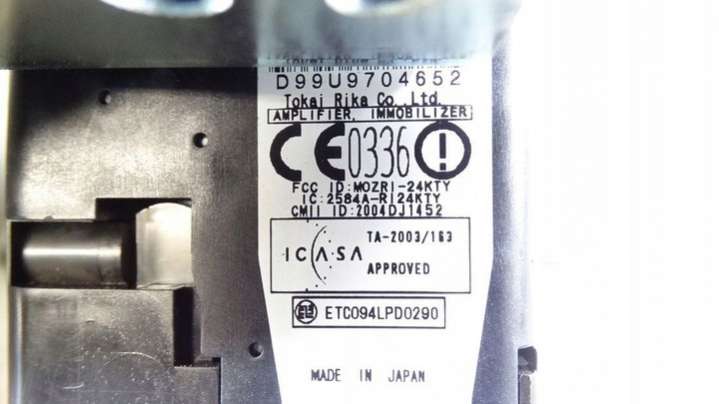 D99U9704652
Tokai Rika Co.,Ltd.
AMPLIFIER, IMMOBILIZER
CE0336
FCC ID:MOZRI-24KTY
IC:2584A-RI24KTY
CMII ID:2004DJ1452
ICASA
TA-2003/163
APPROVED
ETC094LPD0290
MADE IN JAPAN